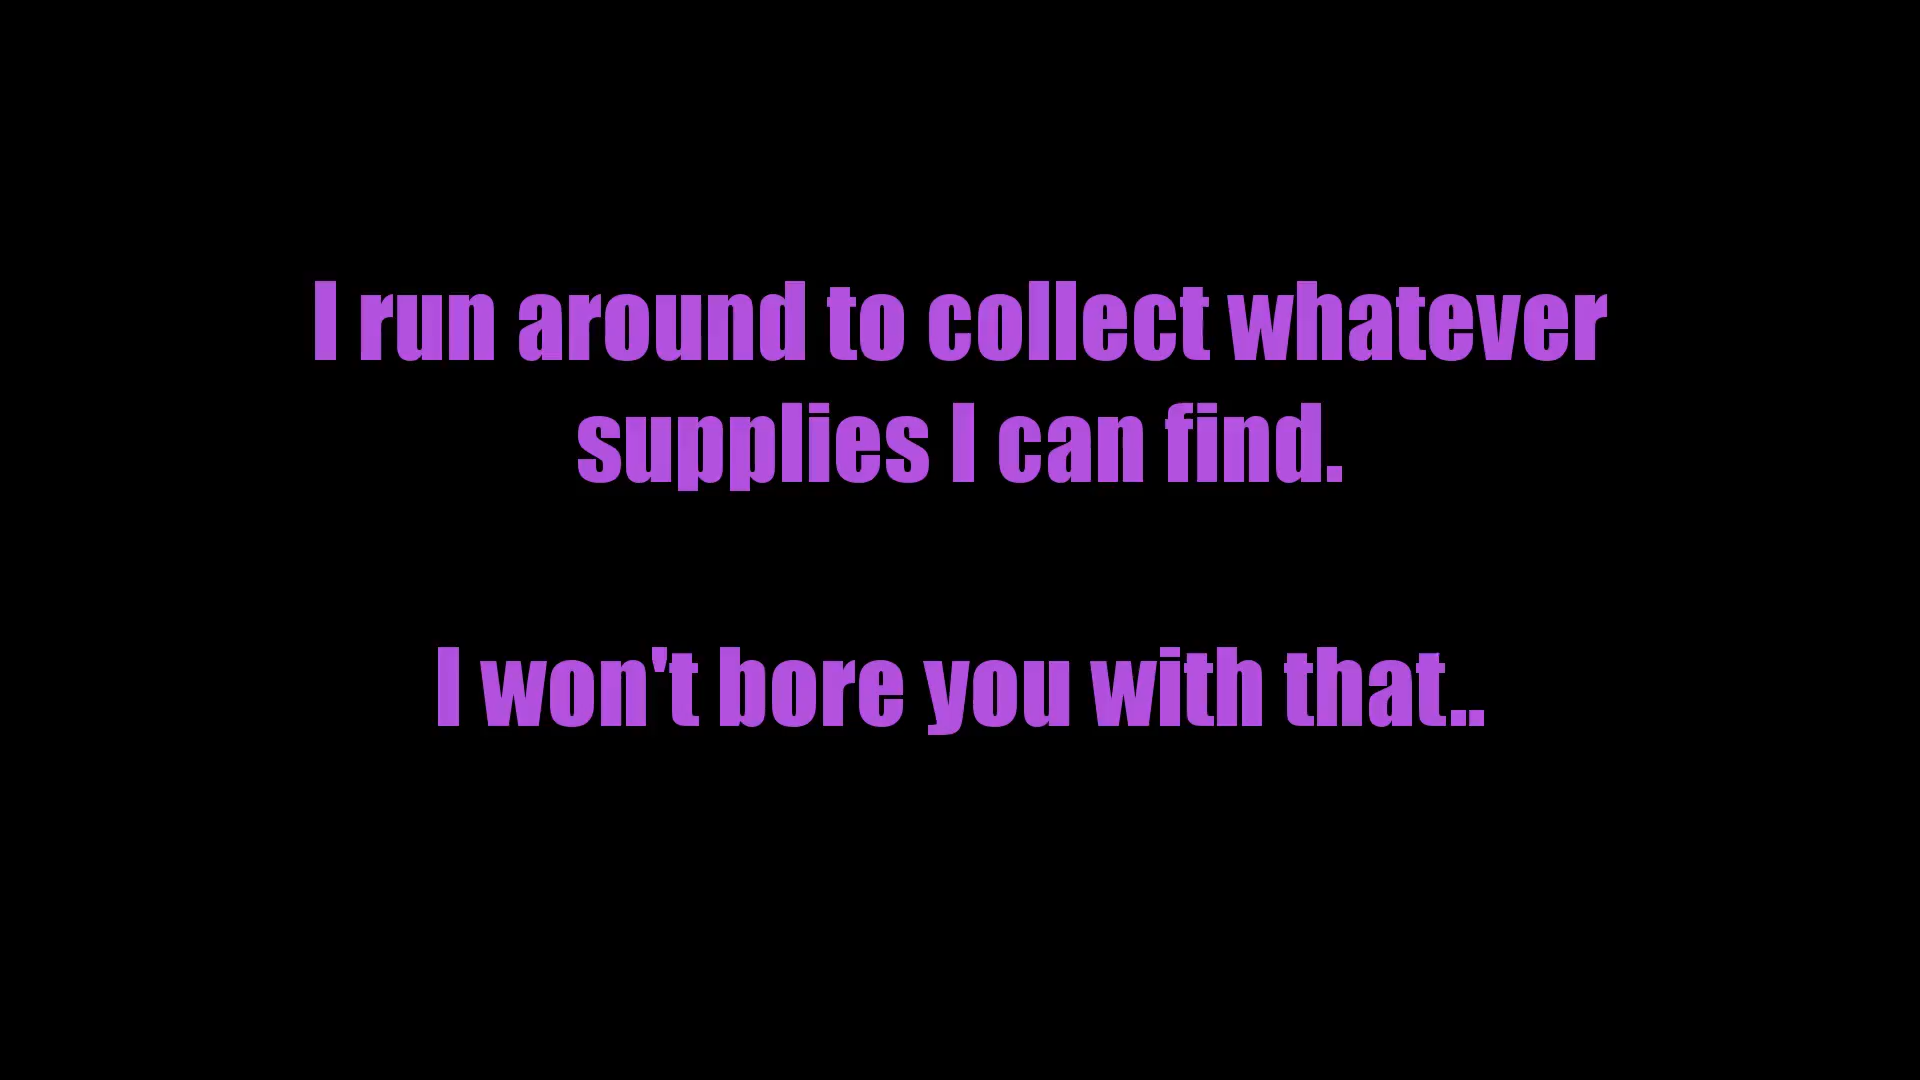 I run around to collect whatever
supplies I can find.
I won't bore you with that..